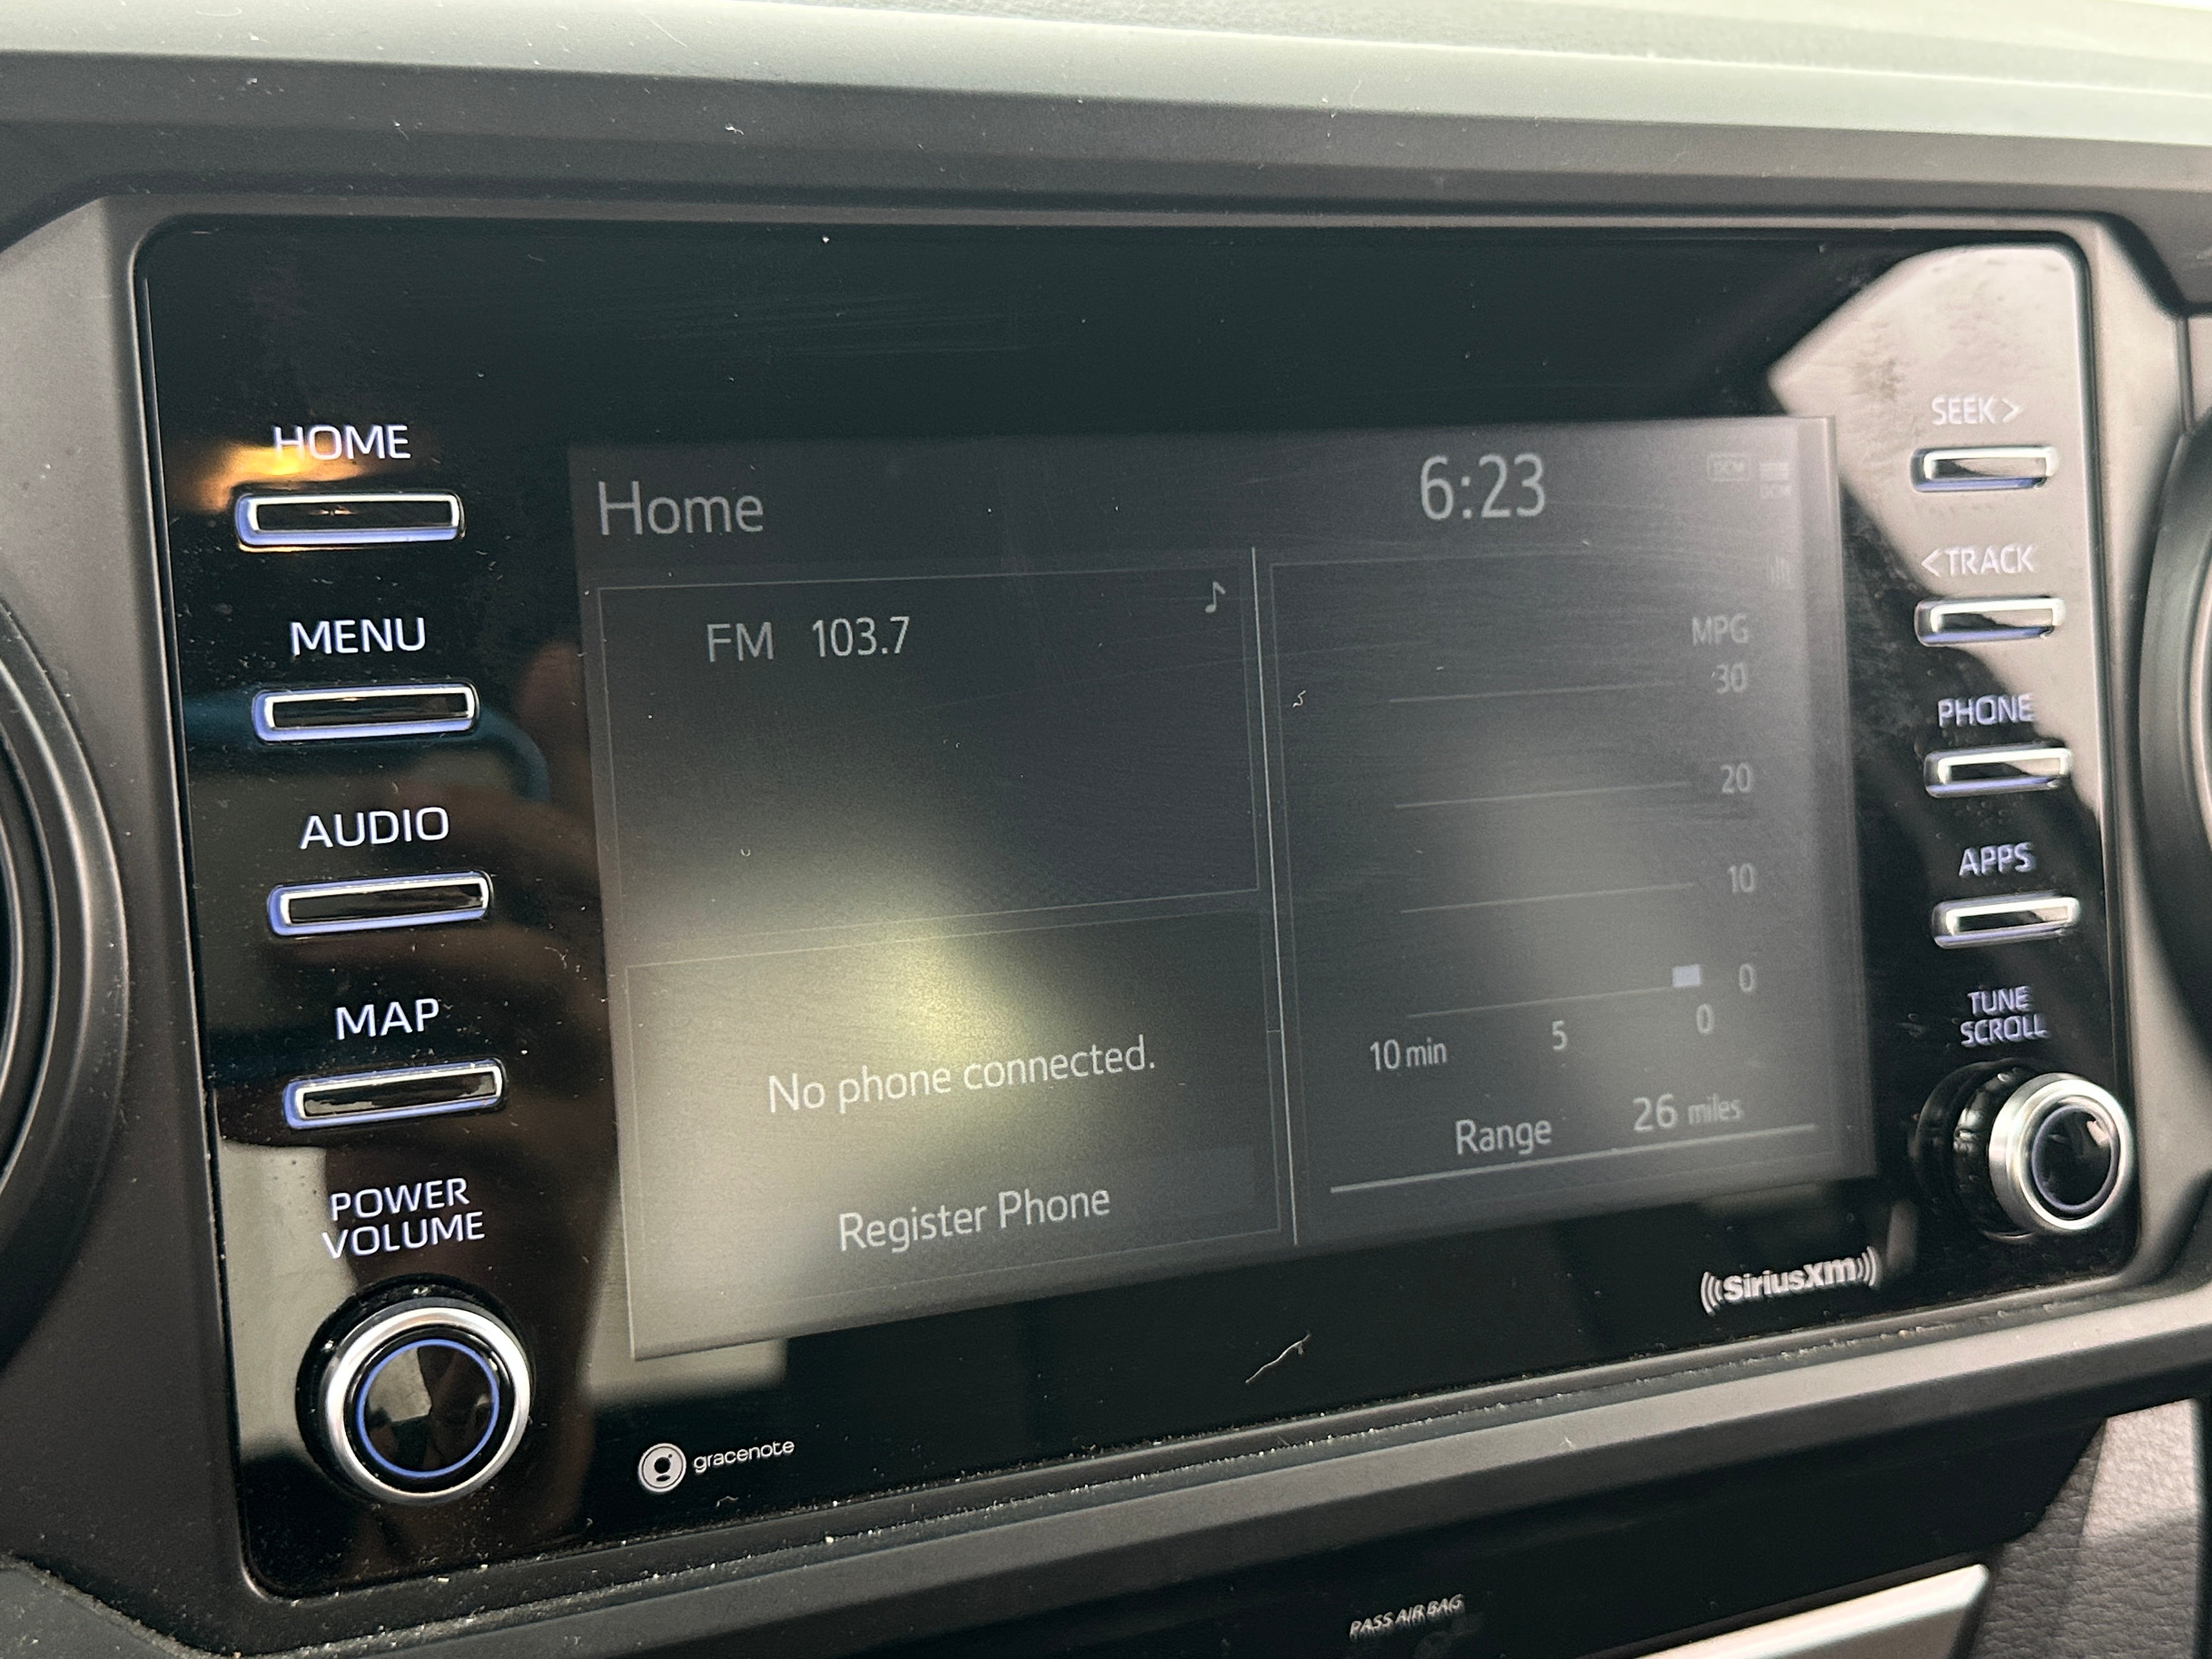 HOME
MENU
AUDIO
MAP
POWER
VOLUME
Home
6:23
DCM
FM 103.7
No phone connected.
Register Phone
MPG
30
20
10
0
10 min 5 0
Range 26 miles
SEEK >
< TRACK
PHONE
APPS
TUNE
SCROLL
gracenote
((SiriusXM))
PASS AIR BAG